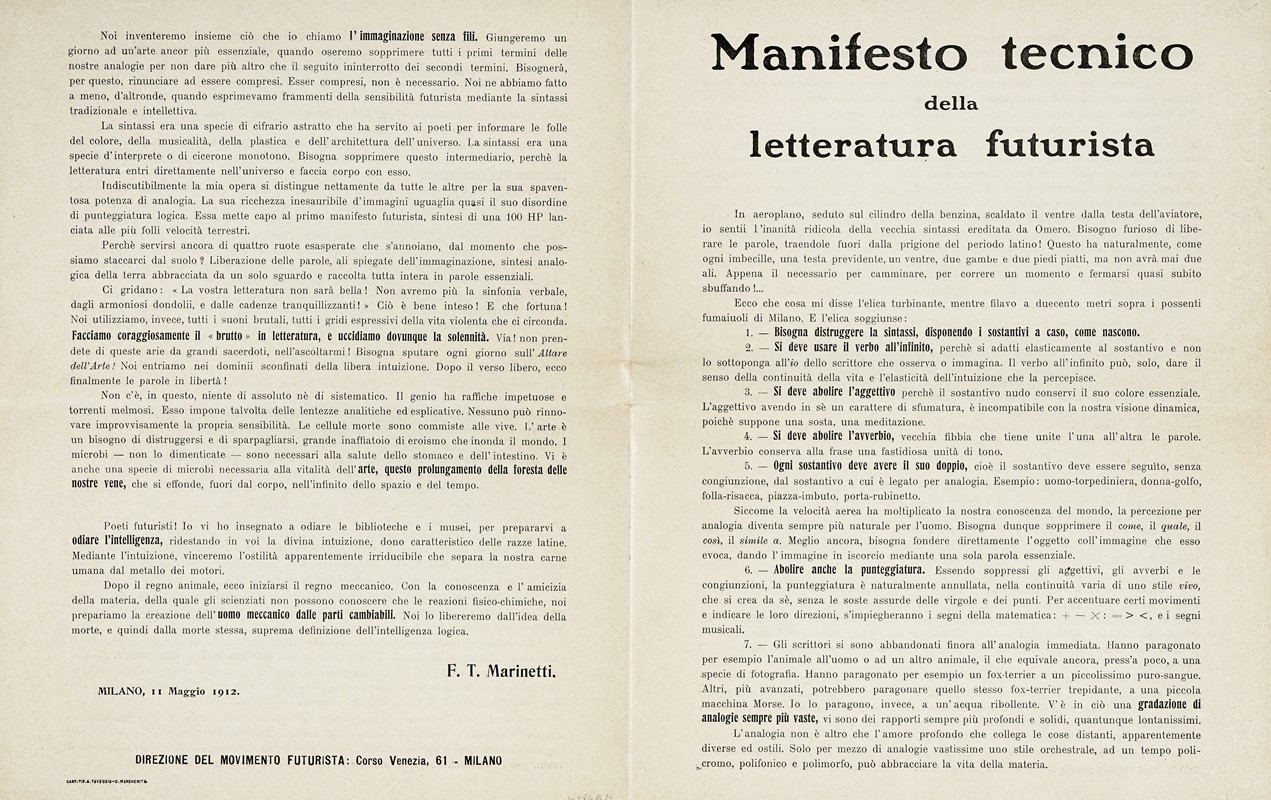 Noi inventeremo insieme ciò che io chiamo l'immaginazione senza fili. Giungeremo un
giorno ad un'arte ancor più essenziale, quando oseremo sopprimere tutti i primi termini delle
nostre analogie per non dare più altro che il seguito ininterrotto dei secondi termini. Bisognerà,
per questo, rinunciare ad essere compresi. Esser compresi, non è necessario. Noi ne abbiamo fatto
a meno, d'altronde, quando esprimevamo frammenti della sensibilità futurista mediante la sintassi
tradizionale e intellettiva.
La sintassi era una specie di cifrario astratto che ha servito ai poeti per informare le folle
del colore, della musicalità, della plastica e dell'architettura dell'universo. La sintassi era una
specie d'interprete o di cicerone monotono. Bisogna sopprimere questo intermediario, perchè la
letteratura entri direttamente nell'universo e faccia corpo con esso.
Indiscutibilmente la mia opera si distingue nettamente da tutte le altre per la sua spaven-
tosa potenza di analogia. La sua ricchezza inesauribile d'immagini uguaglia quasi il suo disordine
di punteggiatura logica. Essa mette capo al primo manifesto futurista, sintesi di una 100 HP lan-
ciata alle più folli velocità terrestri.
Perchè servirsi ancora di quattro ruote esasperate che s'annoiano, dal momento che pos-
siamo staccarci dal suolo? Liberazione delle parole, ali spiegate dell'immaginazione, sintesi analo-
gica della terra abbracciata da un solo sguardo e raccolta tutta intera in parole essenziali.
Ci gridano: « La vostra letteratura non sarà bella! Non avremo più la sinfonia verbale,
dagli armoniosi dondolii, e dalle cadenze tranquillizzanti! » Ciò è bene inteso! E che fortuna!
Noi utilizziamo, invece, tutti i suoni brutali, tutti i gridi espressivi della vita violenta che ci circonda.
Facciamo coraggiosamente il « brutto » in letteratura, e uccidiamo dovunque la solennità. Via! non pren-
dete di queste arie da grandi sacerdoti, nell'ascoltarmi! Bisogna sputare ogni giorno sull'Altare
dell'Arte! Noi entriamo nei dominii sconfinati della libera intuizione. Dopo il verso libero, ecco
finalmente le parole in libertà!
Non c'è, in questo, niente di assoluto nè di sistematico. Il genio ha raffiche impetuose e
torrenti melmosi. Esso impone talvolta delle lentezze analitiche ed esplicative. Nessuno può rinno-
vare improvvisamente la propria sensibilità. Le cellule morte sono commiste alle vive. L'arte è
un bisogno di distruggersi e di sparpagliarsi, grande inaffiatoio di eroismo che inonda il mondo. I
microbi — non lo dimenticate — sono necessari alla salute dello stomaco e dell'intestino. Vi è
anche una specie di microbi necessaria alla vitalità dell'arte, questo prolungamento della foresta delle
nostre vene, che si effonde, fuori dal corpo, nell'infinito dello spazio e del tempo.
Poeti futuristi! Io vi ho insegnato a odiare le biblioteche e i musei, per prepararvi a
odiare l'intelligenza, ridestando in voi la divina intuizione, dono caratteristico delle razze latine.
Mediante l'intuizione, vinceremo l'ostilità apparentemente irriducibile che separa la nostra carne
umana dal metallo dei motori.
Dopo il regno animale, ecco iniziarsi il regno meccanico. Con la conoscenza e l'amicizia
della materia, della quale gli scienziati non possono conoscere che le reazioni fisico-chimiche, noi
prepariamo la creazione dell'uomo meccanico dalle parti cambiabili. Noi lo libereremo dall'idea della
morte, e quindi dalla morte stessa, suprema definizione dell'intelligenza logica.
F. T. Marinetti.
MILANO, 11 Maggio 1912.
DIREZIONE DEL MOVIMENTO FUTURISTA: Corso Venezia, 61 - MILANO
CART-TIP. A. TAVEGGIA-S. MARGHERITA
Manifesto tecnico
della
letteratura futurista
In aeroplano, seduto sul cilindro della benzina, scaldato il ventre dalla testa dell'aviatore,
io sentii l'inanità ridicola della vecchia sintassi ereditata da Omero. Bisogno furioso di libe-
rare le parole, traendole fuori dalla prigione del periodo latino! Questo ha naturalmente, come
ogni imbecille, una testa previdente, un ventre, due gambe e due piedi piatti, ma non avrà mai due
ali. Appena il necessario per camminare, per correre un momento e fermarsi quasi subito
sbuffando!...
Ecco che cosa mi disse l'elica turbinante, mentre filavo a duecento metri sopra i possenti
fumaiuoli di Milano. E l'elica soggiunse:
1. — Bisogna distruggere la sintassi, disponendo i sostantivi a caso, come nascono.
2. — Si deve usare il verbo all'infinito, perchè si adatti elasticamente al sostantivo e non
lo sottoponga all'io dello scrittore che osserva o immagina. Il verbo all'infinito può, solo, dare il
senso della continuità della vita e l'elasticità dell'intuizione che la percepisce.
3. — Si deve abolire l'aggettivo perchè il sostantivo nudo conservi il suo colore essenziale.
L'aggettivo avendo in sè un carattere di sfumatura, è incompatibile con la nostra visione dinamica,
poichè suppone una sosta, una meditazione.
4. — Si deve abolire l'avverbio, vecchia fibbia che tiene unite l'una all'altra le parole.
L'avverbio conserva alla frase una fastidiosa unità di tono.
5. — Ogni sostantivo deve avere il suo doppio, cioè il sostantivo deve essere seguito, senza
congiunzione, dal sostantivo a cui è legato per analogia. Esempio: uomo-torpediniera, donna-golfo,
folla-risacca, piazza-imbuto, porta-rubinetto.
Siccome la velocità aerea ha moltiplicato la nostra conoscenza del mondo, la percezione per
analogia diventa sempre più naturale per l'uomo. Bisogna dunque sopprimere il come, il quale, il
così, il simile a. Meglio ancora, bisogna fondere direttamente l'oggetto coll'immagine che esso
evoca, dando l'immagine in iscorcio mediante una sola parola essenziale.
6. — Abolire anche la punteggiatura. Essendo soppressi gli aggettivi, gli avverbi e le
congiunzioni, la punteggiatura è naturalmente annullata, nella continuità varia di uno stile vivo,
che si crea da sè, senza le soste assurde delle virgole e dei punti. Per accentuare certi movimenti
e indicare le loro direzioni, s'impiegheranno i segni della matematica: + — × : = > <, e i segni
musicali.
7. — Gli scrittori si sono abbandonati finora all'analogia immediata. Hanno paragonato
per esempio l'animale all'uomo o ad un altro animale, il che equivale ancora, press'a poco, a una
specie di fotografia. Hanno paragonato per esempio un fox-terrier a un piccolissimo puro-sangue.
Altri, più avanzati, potrebbero paragonare quello stesso fox-terrier trepidante, a una piccola
macchina Morse. Io lo paragono, invece, a un'acqua ribollente. V'è in ciò una gradazione di
analogie sempre più vaste, vi sono dei rapporti sempre più profondi e solidi, quantunque lontanissimi.
L'analogia non è altro che l'amore profondo che collega le cose distanti, apparentemente
diverse ed ostili. Solo per mezzo di analogie vastissime uno stile orchestrale, ad un tempo poli-
cromo, polifonico e polimorfo, può abbracciare la vita della materia.